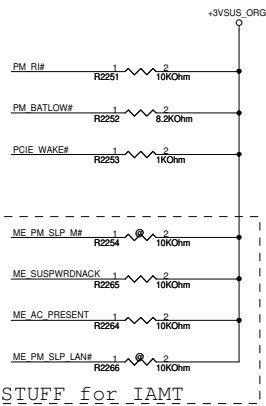 +3VSUS_ORG
PM_RI# 1 2
R2251 10KOhm
PM_BATLOW# 1 2
R2252 8.2KOhm
PCIE_WAKE# 1 2
R2253 1KOhm
ME_PM_SLP_M# 1 @ 2
R2254 10KOhm
ME_SUSPWRDNACK 1 2
R2265 10KOhm
ME_AC_PRESENT 1 2
R2264 10KOhm
ME_PM_SLP_LAN# 1 @ 2
R2266 10KOhm
STUFF for IAMT